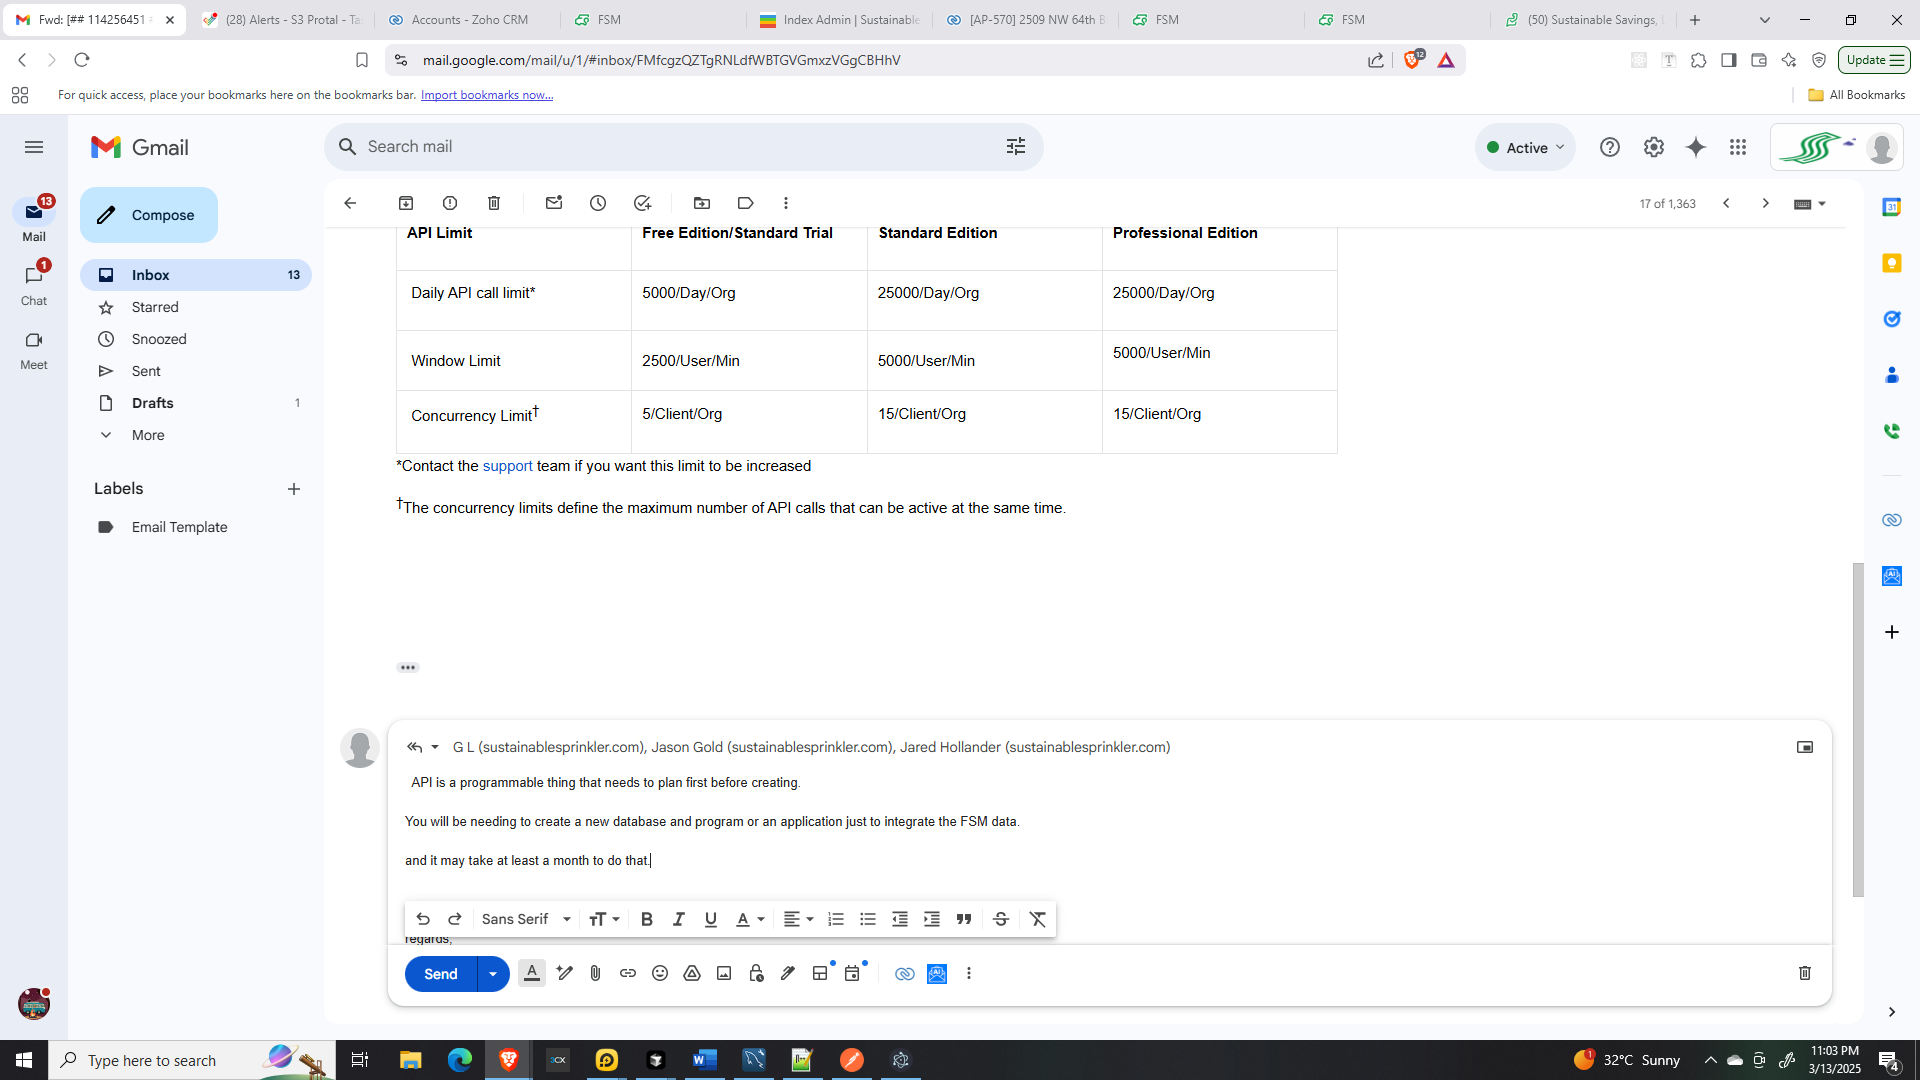 Fwd: [## 114256451 #
(28) Alerts - S3 Protal - Ta
Accounts - Zoho CRM
FSM
Index Admin | Sustainable
[AP-570] 2509 NW 64th B
FSM
FSM
(50) Sustainable Savings,
mail.google.com/mail/u/1/#inbox/FMfcgzQZTgRNLdfWBTGVGmxzVGgCBHhV
12
Update
For quick access, place your bookmarks here on the bookmarks bar. Import bookmarks now...
All Bookmarks
Gmail
Search mail
Active
13
Mail
Compose
17 of 1,363
1
Chat
Meet
Inbox 13
Starred
Snoozed
Sent
Drafts 1
More
Labels
Email Template
API Limit Free Edition/Standard Trial Standard Edition Professional Edition
Daily API call limit* 5000/Day/Org 25000/Day/Org 25000/Day/Org
Window Limit 2500/User/Min 5000/User/Min 5000/User/Min
Concurrency Limit† 5/Client/Org 15/Client/Org 15/Client/Org
*Contact the support team if you want this limit to be increased
†The concurrency limits define the maximum number of API calls that can be active at the same time.
G L (sustainablesprinkler.com), Jason Gold (sustainablesprinkler.com), Jared Hollander (sustainablesprinkler.com)
API is a programmable thing that needs to plan first before creating.
You will be needing to create a new database and program or an application just to integrate the FSM data.
and it may take at least a month to do that.
Sans Serif
regards,
Send
31
AI
Type here to search
32°C Sunny
11:03 PM
3/13/2025
4